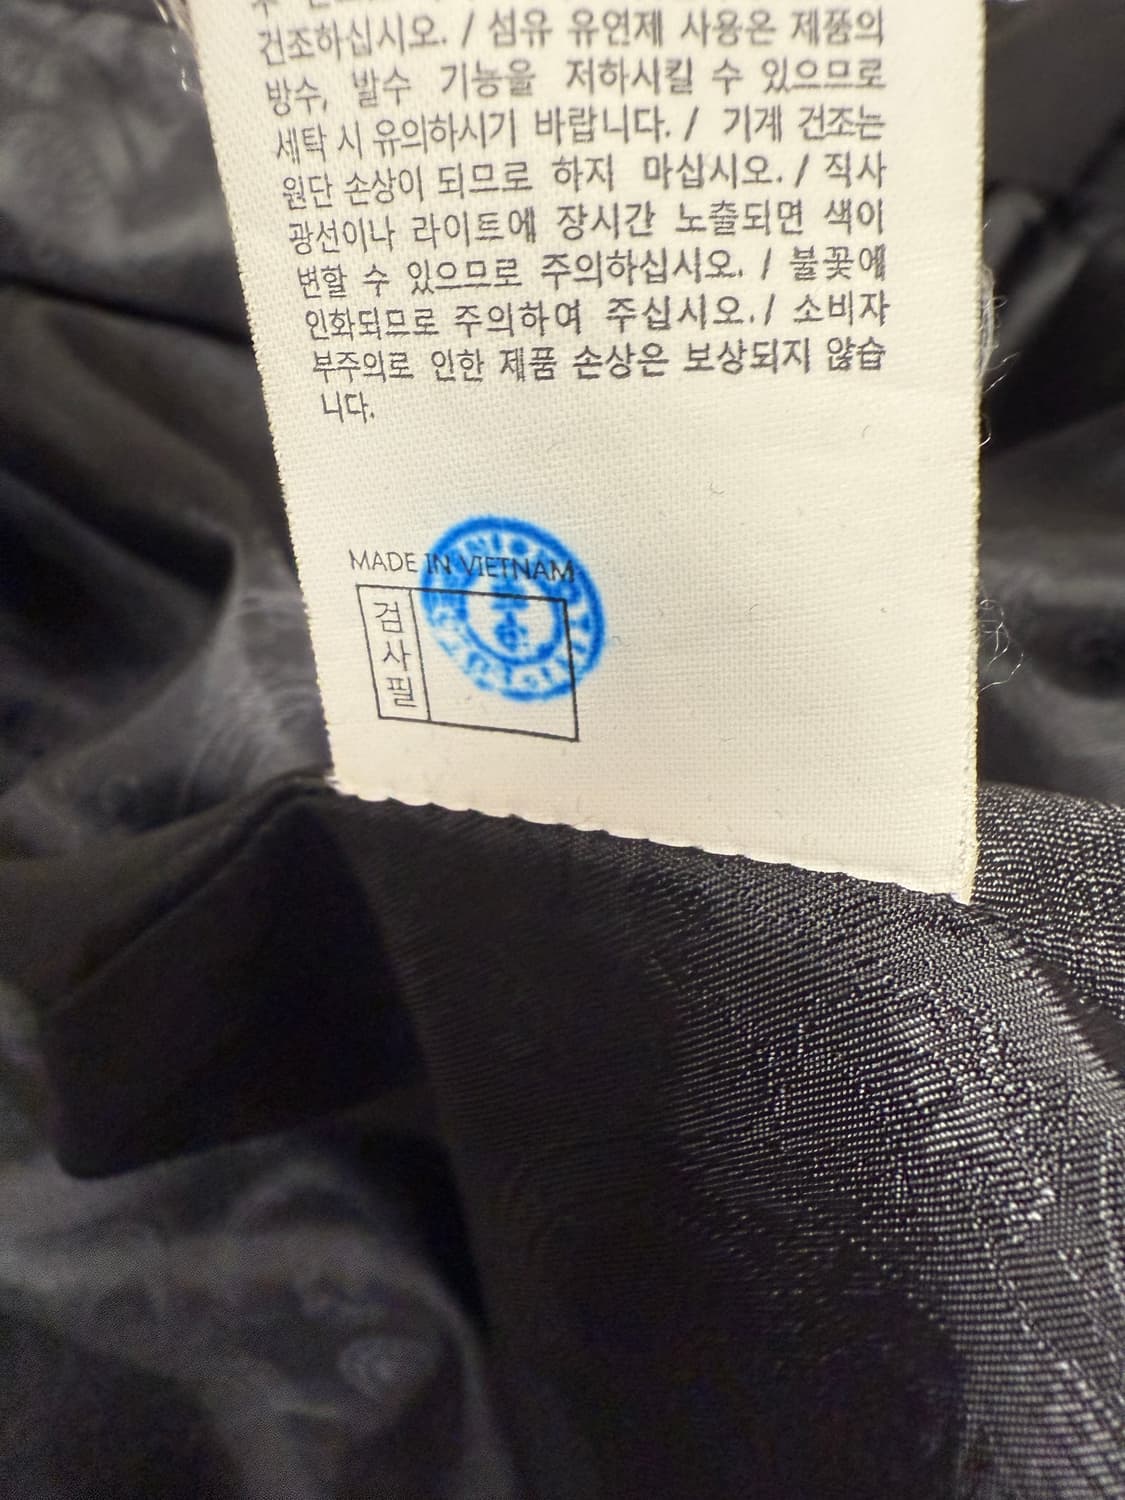 건조하십시오. / 섬유 유연제 사용은 제품의
방수, 발수 기능을 저하시킬 수 있으므로
세탁 시 유의하시기 바랍니다. / 기계 건조는
원단 손상이 되므로 하지 마십시오. / 직사
광선이나 라이트에 장시간 노출되면 색이
변할 수 있으므로 주의하십시오. / 불꽃에
인화되므로 주의하여 주십시오. / 소비자
부주의로 인한 제품 손상은 보상되지 않습
니다.
MADE IN VIETNAM
검
사
필